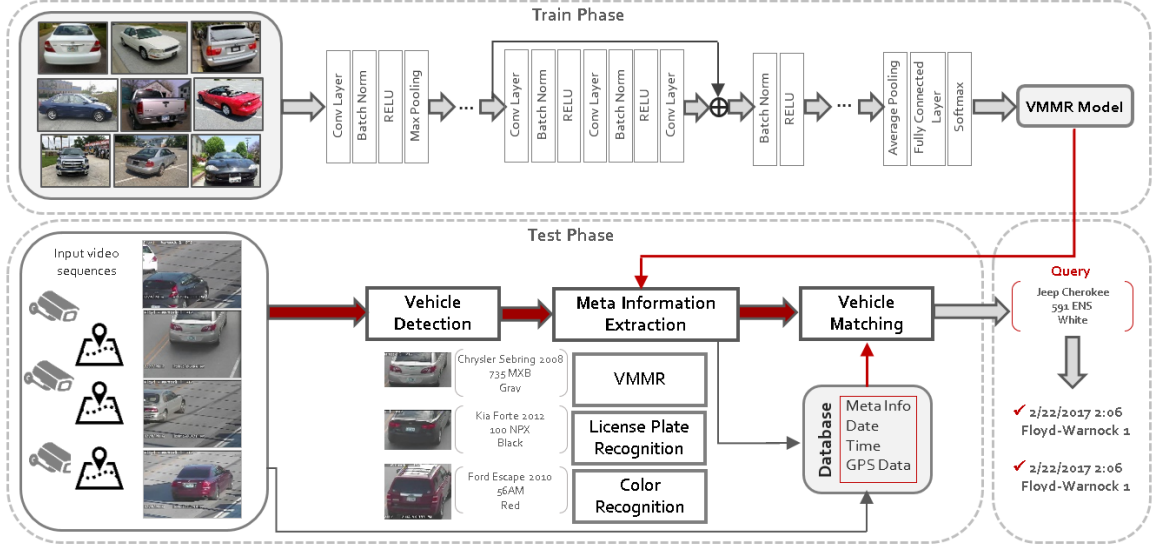 Train Phase
Conv Layer
Batch Norm
RELU
Max Pooling
...
Conv Layer
Batch Norm
RELU
Conv Layer
Batch Norm
RELU
Conv Layer
Batch Norm
RELU
...
Average Pooling
Fully Connected
Layer
Softmax
VMMR Model
Test Phase
Input video
sequences
Vehicle
Detection
Meta Information
Extraction
Vehicle
Matching
Chrysler Sebring 2008
735 MXB
Gray
Kia Forte 2012
100 NPX
Black
Ford Escape 2010
56AM
Red
VMMR
License Plate
Recognition
Color
Recognition
Database
Meta Info
Date
Time
GPS Data
Query
Jeep Cherokee
591 ENS
White
✓ 2/22/2017 2:06
Floyd-Warnock 1
✓ 2/22/2017 2:06
Floyd-Warnock 1